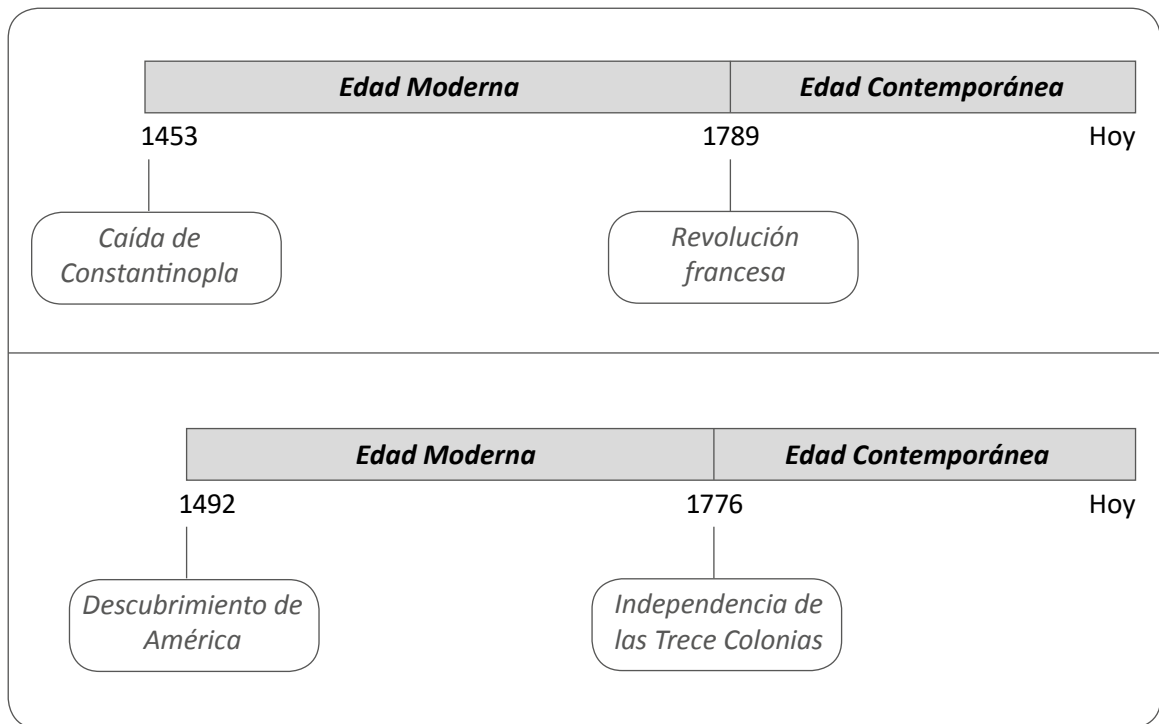 Edad Moderna Edad Contemporánea
1453 1789 Hoy
Caída de
Constantinopla
Revolución
francesa
Edad Moderna Edad Contemporánea
1492 1776 Hoy
Descubrimiento de
América
Independencia de
las Trece Colonias